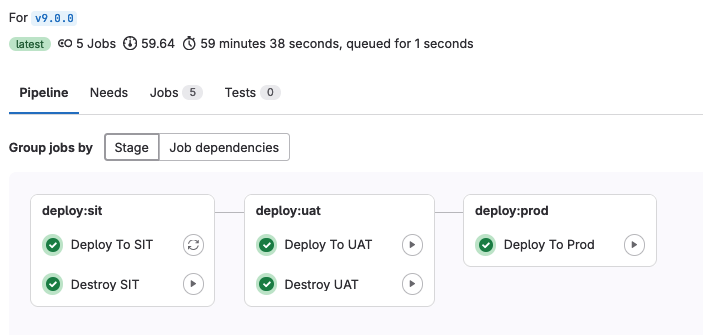 For v9.0.0
latest 5 Jobs 59.64 59 minutes 38 seconds, queued for 1 seconds
Pipeline Needs Jobs 5 Tests 0
Group jobs by Stage Job dependencies
deploy:sit deploy:uat deploy:prod
Deploy To SIT Deploy To UAT Deploy To Prod
Destroy SIT Destroy UAT